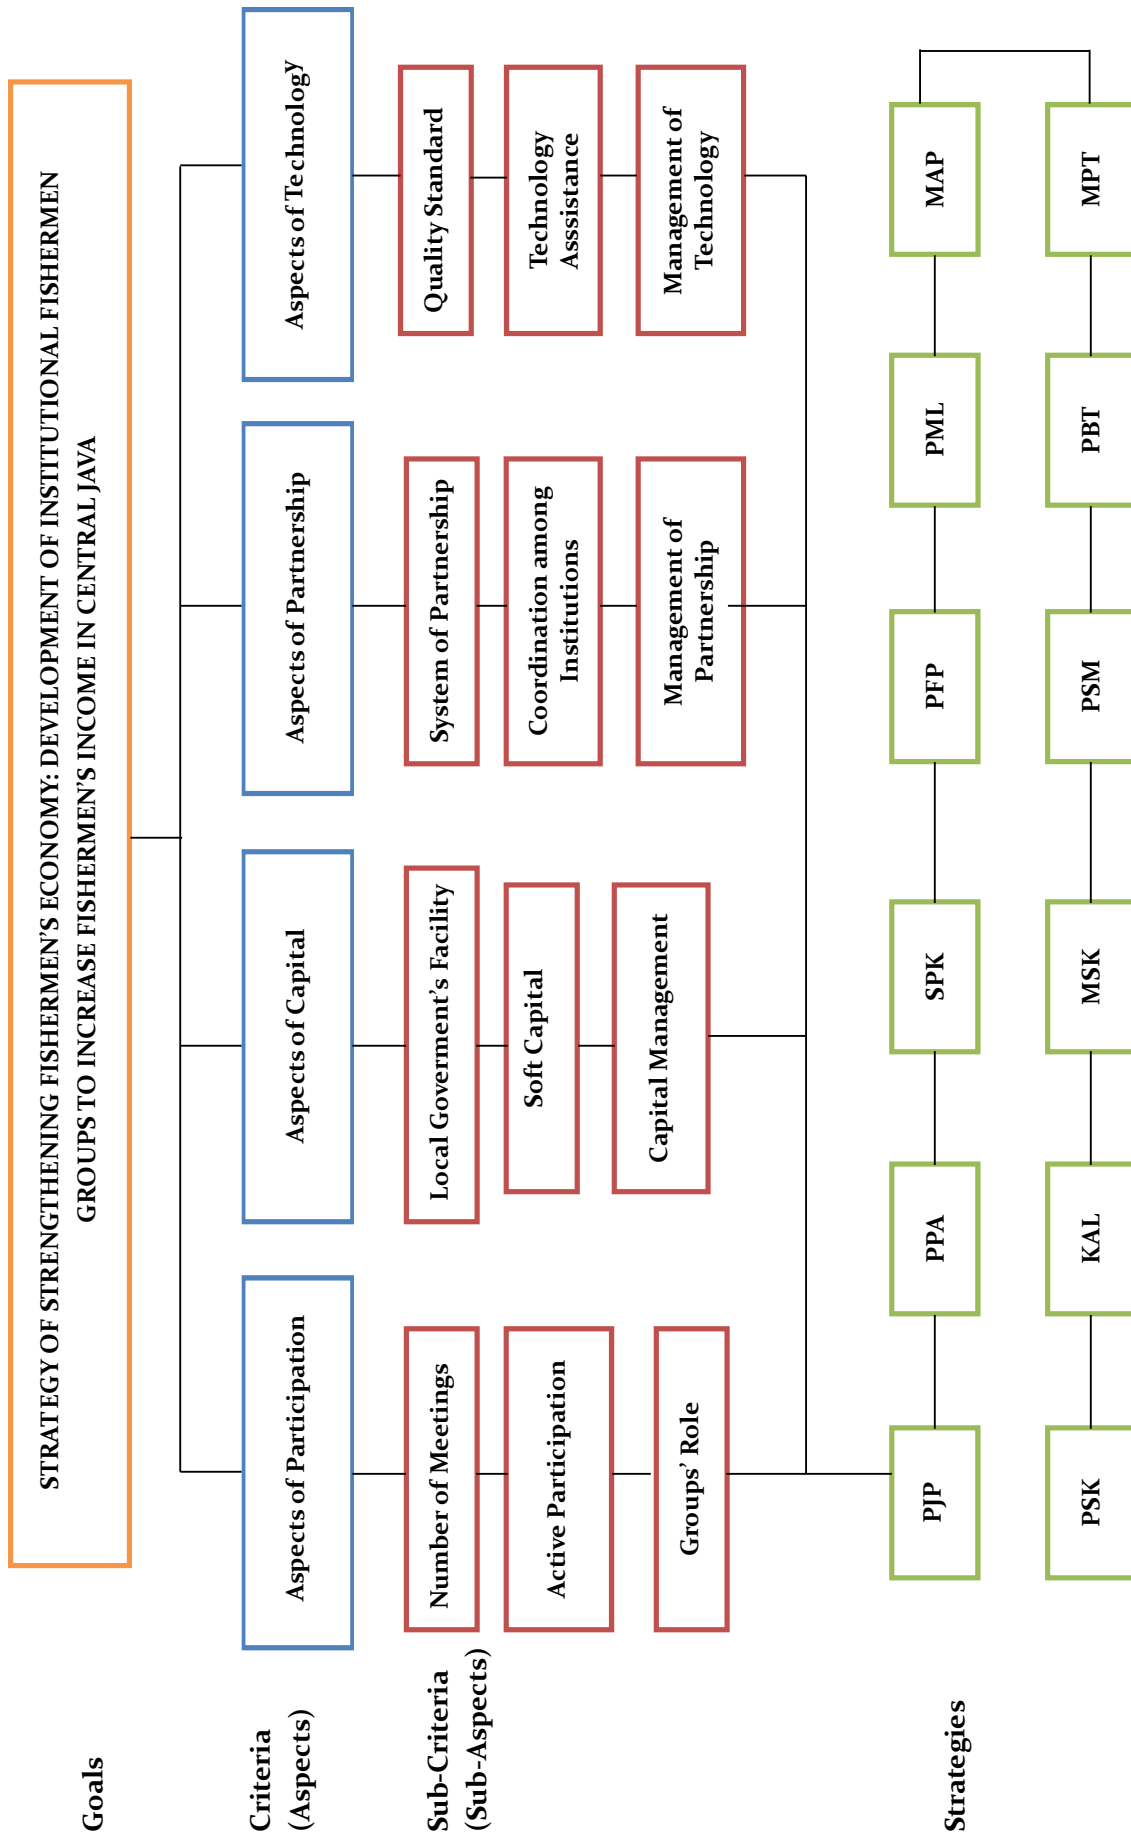 Goals
STRATEGY OF STRENGTHENING FISHERMEN'S ECONOMY: DEVELOPMENT OF INSTITUTIONAL FISHERMEN
GROUPS TO INCREASE FISHERMEN'S INCOME IN CENTRAL JAVA
Criteria
(Aspects)
Aspects of Participation
Aspects of Capital
Aspects of Partnership
Aspects of Technology
Sub-Criteria
(Sub-Aspects)
Number of Meetings
Local Goverment's Facility
System of Partnership
Quality Standard
Active Participation
Soft Capital
Coordination among
Institutions
Technology
Asssistance
Groups' Role
Capital Management
Management of
Partnership
Management of
Technology
Strategies
PJP
PPA
SPK
PFP
PML
MAP
PSK
KAL
MSK
PSM
PBT
MPT